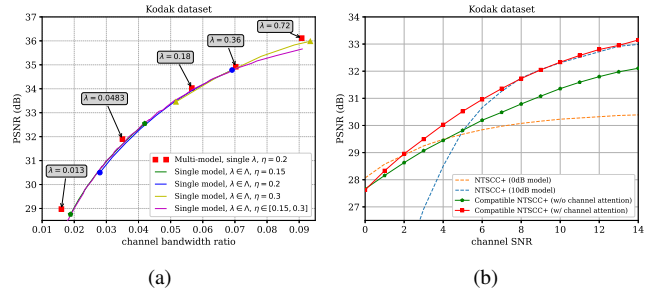 Kodak dataset
37
36
35
34
33
32
31
30
29
PSNR (dB)
λ = 0.72
λ = 0.36
λ = 0.18
λ = 0.0483
λ = 0.013
Multi-model, single λ, η = 0.2
Single model, λ ∈ Λ, η = 0.15
Single model, λ ∈ Λ, η = 0.2
Single model, λ ∈ Λ, η = 0.3
Single model, λ ∈ Λ, η ∈ [0.15, 0.3]
0.01 0.02 0.03 0.04 0.05 0.06 0.07 0.08 0.09
channel bandwidth ratio
(a)
Kodak dataset
34
33
32
31
30
29
28
27
PSNR (dB)
NTSCC+ (0dB model)
NTSCC+ (10dB model)
Compatible NTSCC+ (w/o channel attention)
Compatible NTSCC+ (w/ channel attention)
0 2 4 6 8 10 12 14
channel SNR
(b)